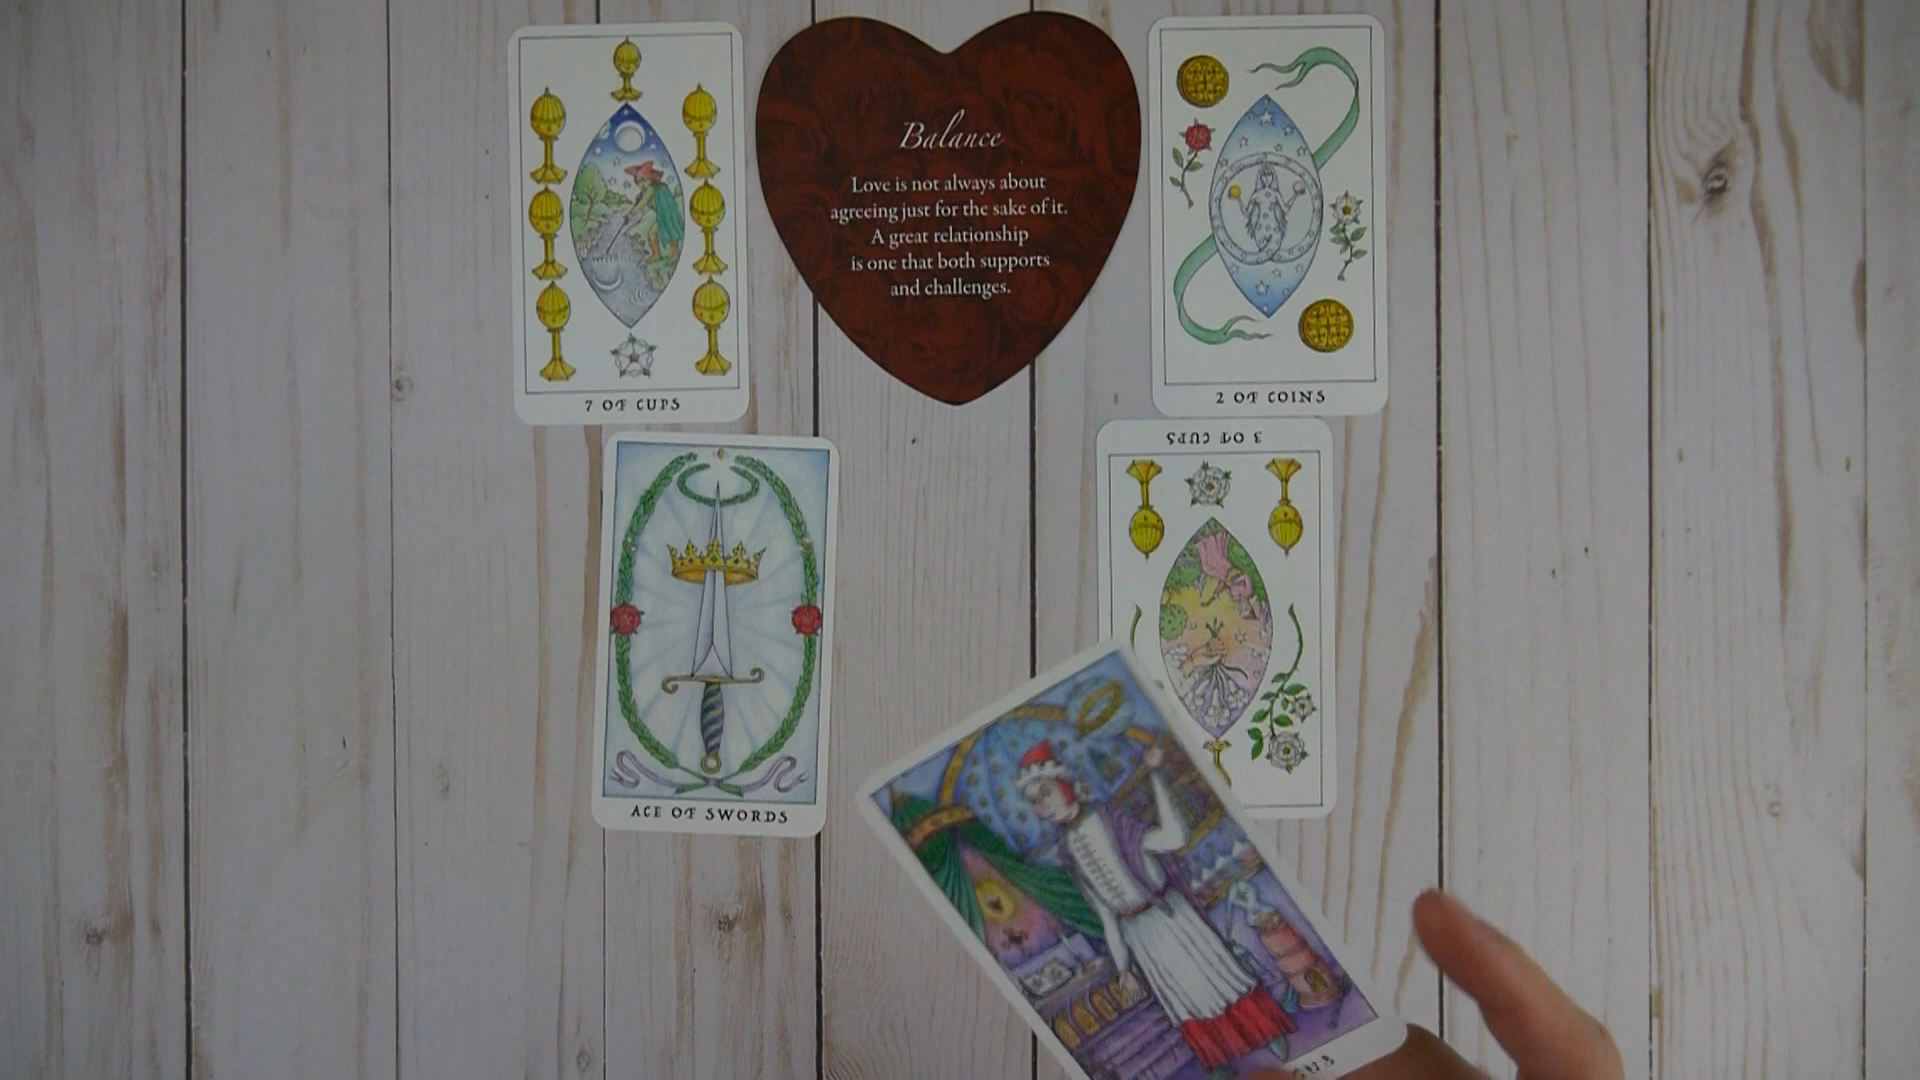 Balance
Love is not always about
agreeing just for the sake of it.
A great relationship
is one that both supports
and challenges.
7 OF CUPS
2 OF COINS
3 OF CUPS
ACE OF SWORDS